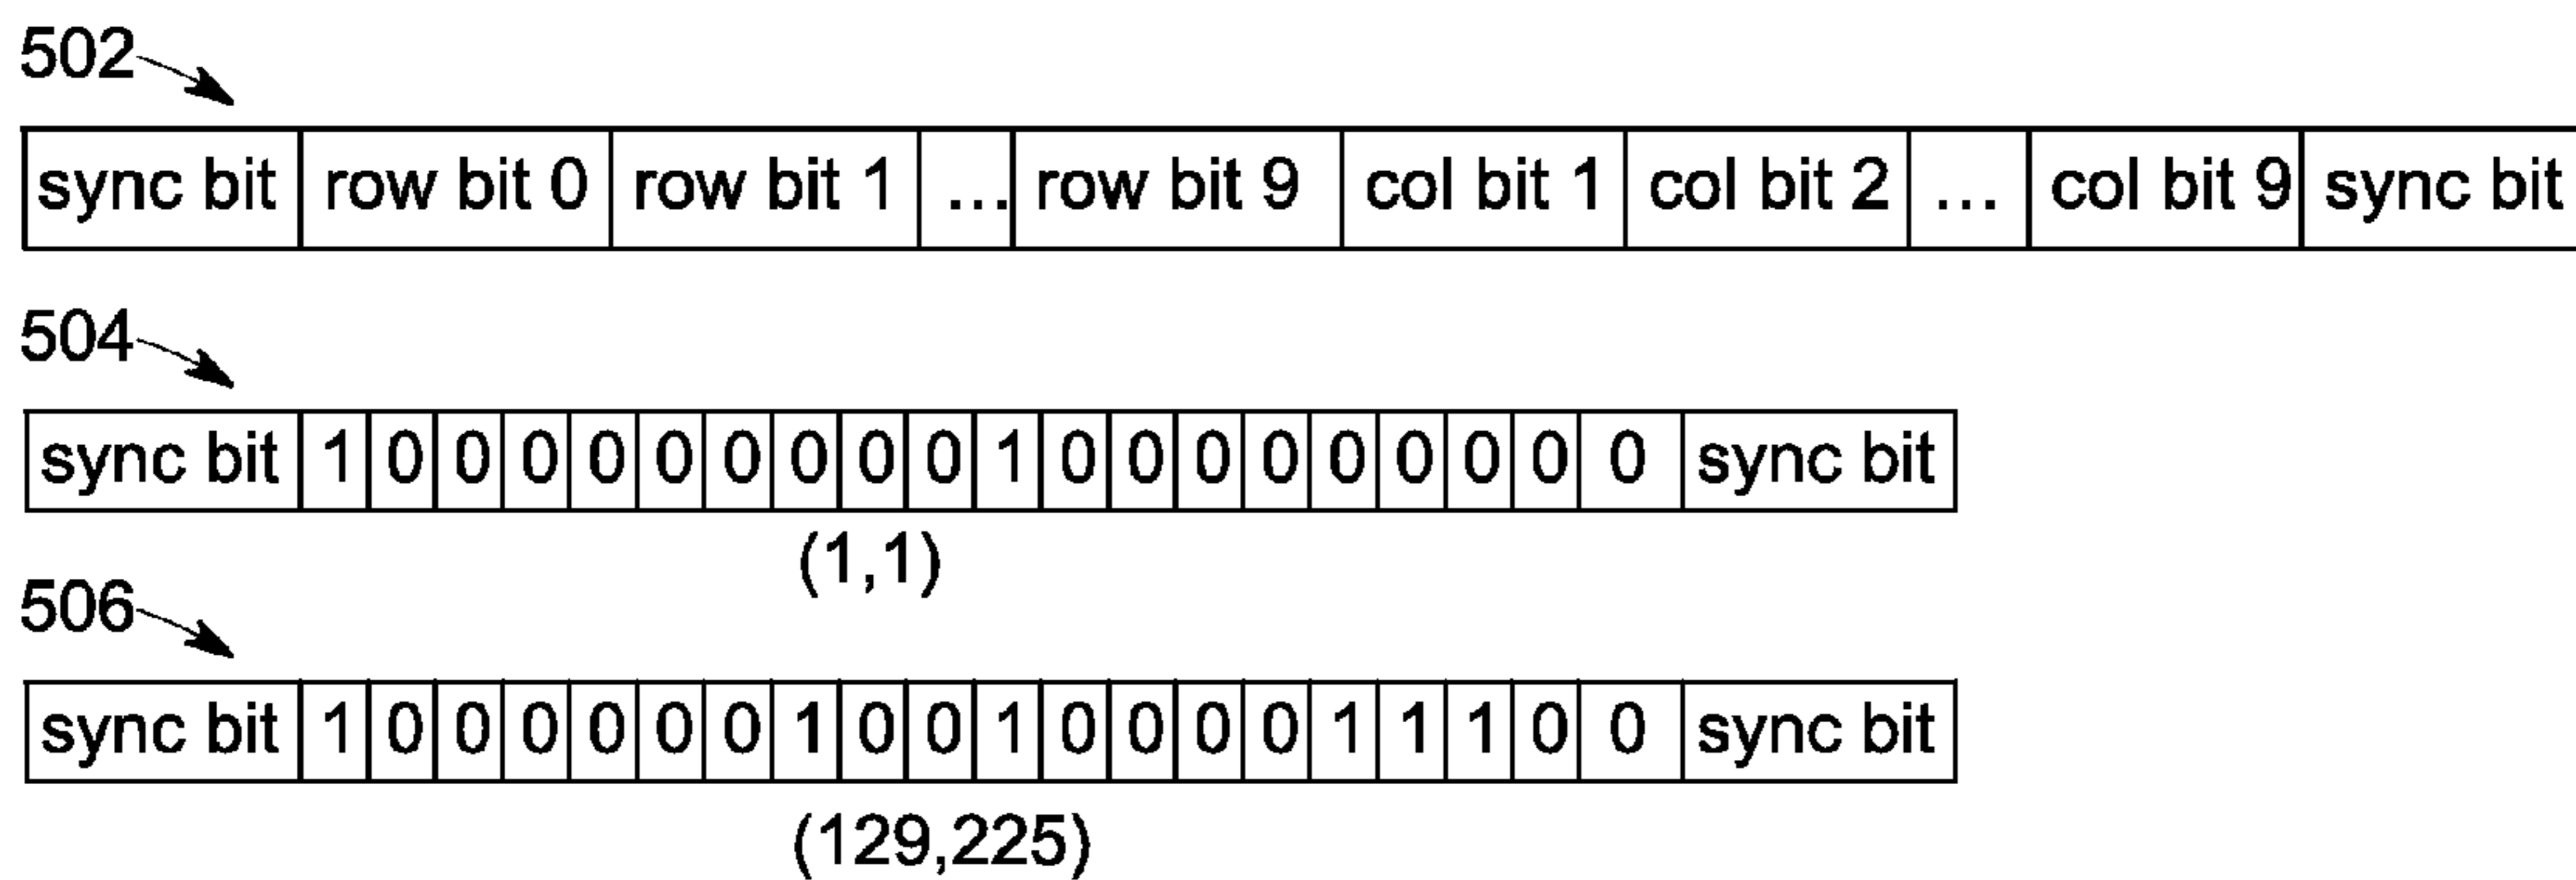 502
sync bit row bit 0 row bit 1 ... row bit 9 col bit 1 col bit 2 ... col bit 9 sync bit
504
sync bit 1 0 0 0 0 0 0 0 0 0 1 0 0 0 0 0 0 0 0 0 sync bit
(1,1)
506
sync bit 1 0 0 0 0 0 0 1 0 0 1 0 0 0 0 1 1 1 0 0 sync bit
(129,225)